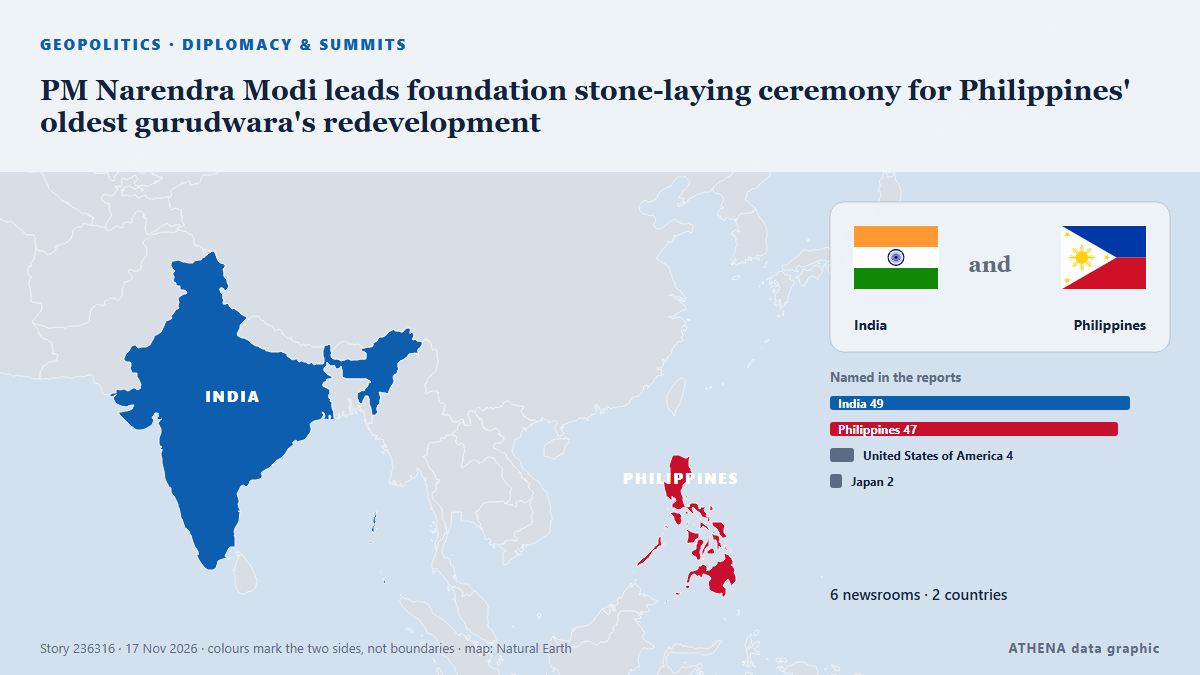 GEOPOLITICS · DIPLOMACY & SUMMITS
PM Narendra Modi leads foundation stone-laying ceremony for Philippines'
oldest gurudwara's redevelopment
and
India
Philippines
INDIA
PHILIPPINES
Named in the reports
India 49
Philippines 47
United States of America 4
Japan 2
6 newsrooms · 2 countries
Story 236316 · 17 Nov 2026 · colours mark the two sides, not boundaries · map: Natural Earth
ATHENA data graphic